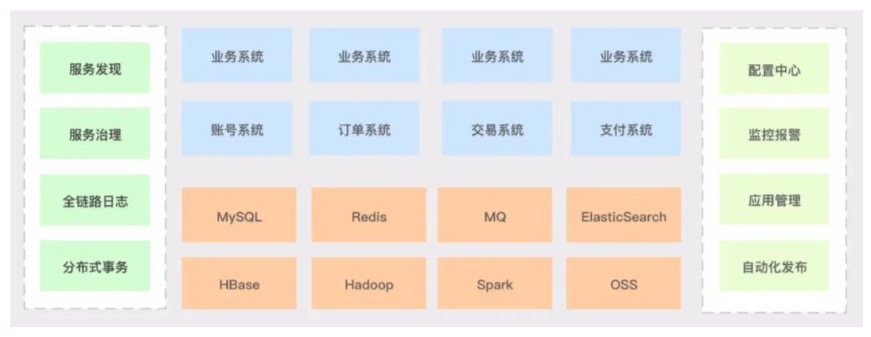 服务发现
服务治理
全链路日志
分布式事务
业务系统
业务系统
业务系统
业务系统
账号系统
订单系统
交易系统
支付系统
MySQL
Redis
MQ
ElasticSearch
HBase
Hadoop
Spark
OSS
配置中心
监控报警
应用管理
自动化发布